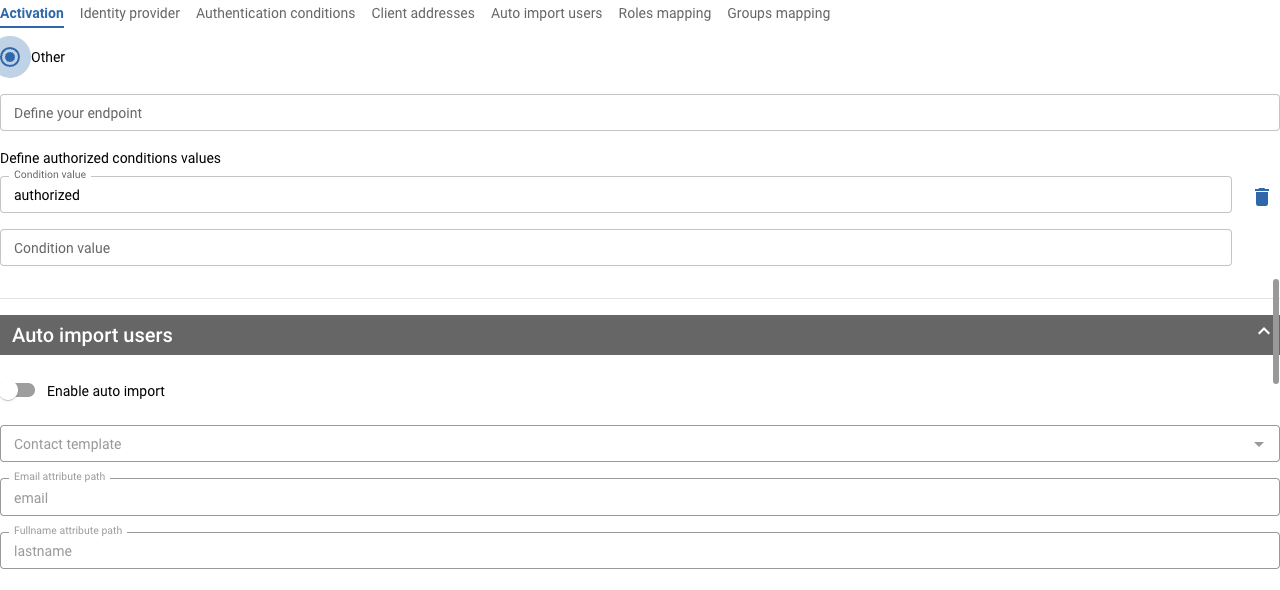 Activation Identity provider Authentication conditions Client addresses Auto import users Roles mapping Groups mapping
Other
Define your endpoint
Define authorized conditions values
Condition value
authorized
Condition value
Auto import users
Enable auto import
Contact template
Email attribute path
email
Fullname attribute path
lastname